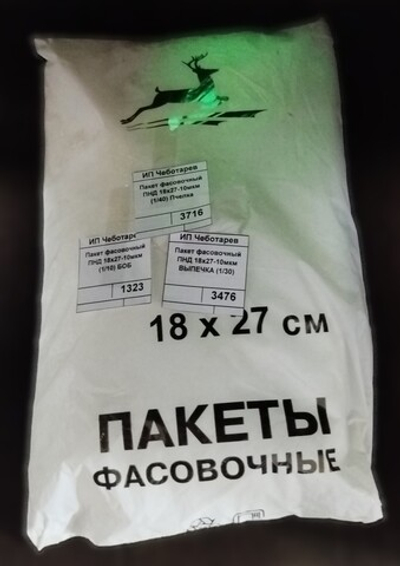 ИП Чеботарев
Пакет фасовочный
ПНД 18х27-10мкм
(1/40) Пчелка
3716
ИП Чеботарев
Пакет фасовочный
ПНД 18х27-10мкм
(1/10) БОБ
1323
ИП Чеботарев
Пакет фасовочный
ПНД 18х27-10мкм
ВЫПЕЧКА (1/30)
3476
18 х 27 см
ПАКЕТЫ
ФАСОВОЧНЫЕ